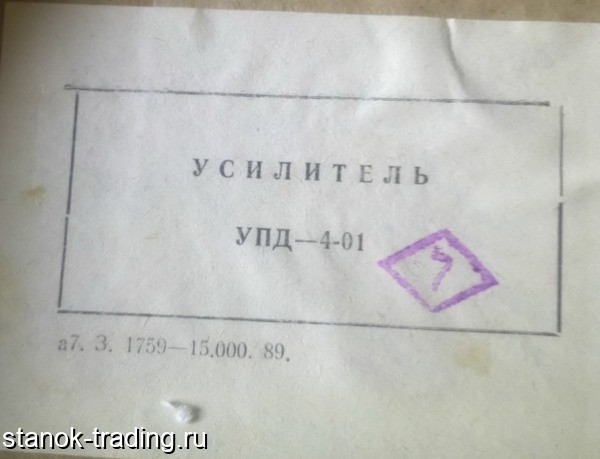 УСИЛИТЕЛЬ
УПД—4-01
а7. З. 1759—15.000. 89.
stanok-trading.ru